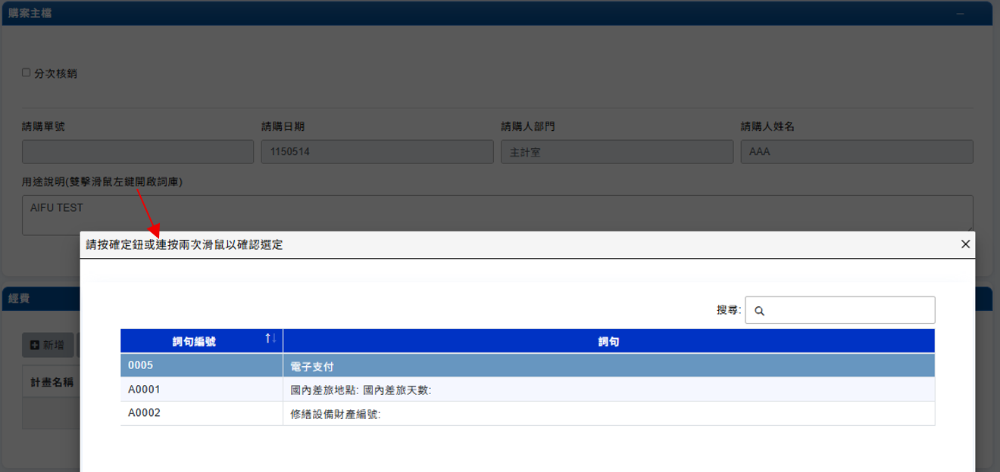 購案主檔
分次核銷
請購單號 請購日期 請購人部門 請購人姓名
1150514 主計室 AAA
用途說明(雙擊滑鼠左鍵開啟詞庫)
AIFU TEST
請按確定鈕或連按兩次滑鼠以確認選定
經費
搜尋:
新增
詞句編號 詞句
0005 電子支付
計畫名稱
A0001 國內差旅地點: 國內差旅天數:
A0002 修繕設備財產編號: